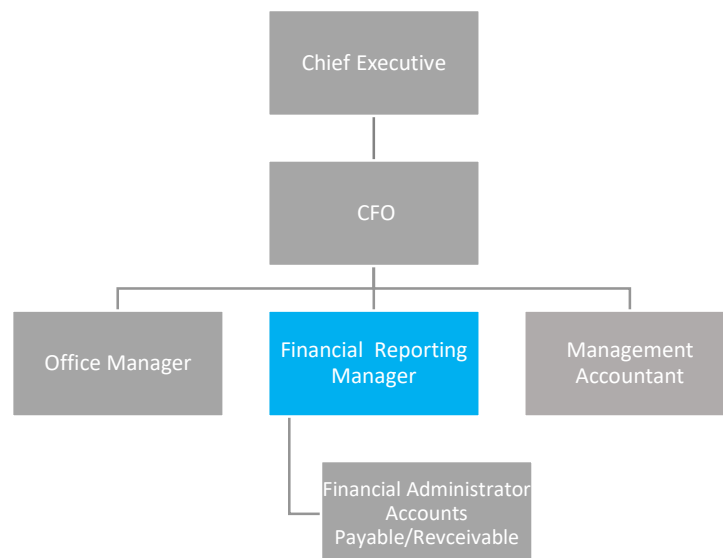 Chief Executive
CFO
Office Manager
Financial  Reporting
Manager
Management
Accountant
Financial Administrator
Accounts
Payable/Revceivable